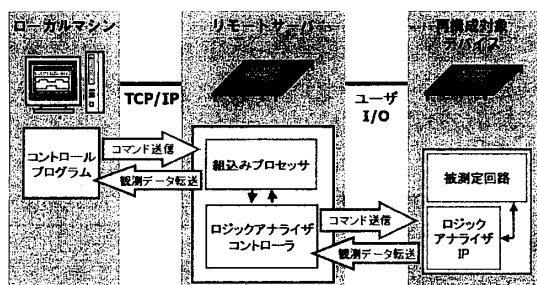 ローカルマシン
リモートサーバー
再構成対象
デバイス
TCP/IP
ユーザ
I/O
コントロール
プログラム
コマンド送信
観測データ転送
組込みプロセッサ
ロジックアナライザ
コントローラ
コマンド送信
観測データ転送
被測定回路
ロジック
アナライザ
IP